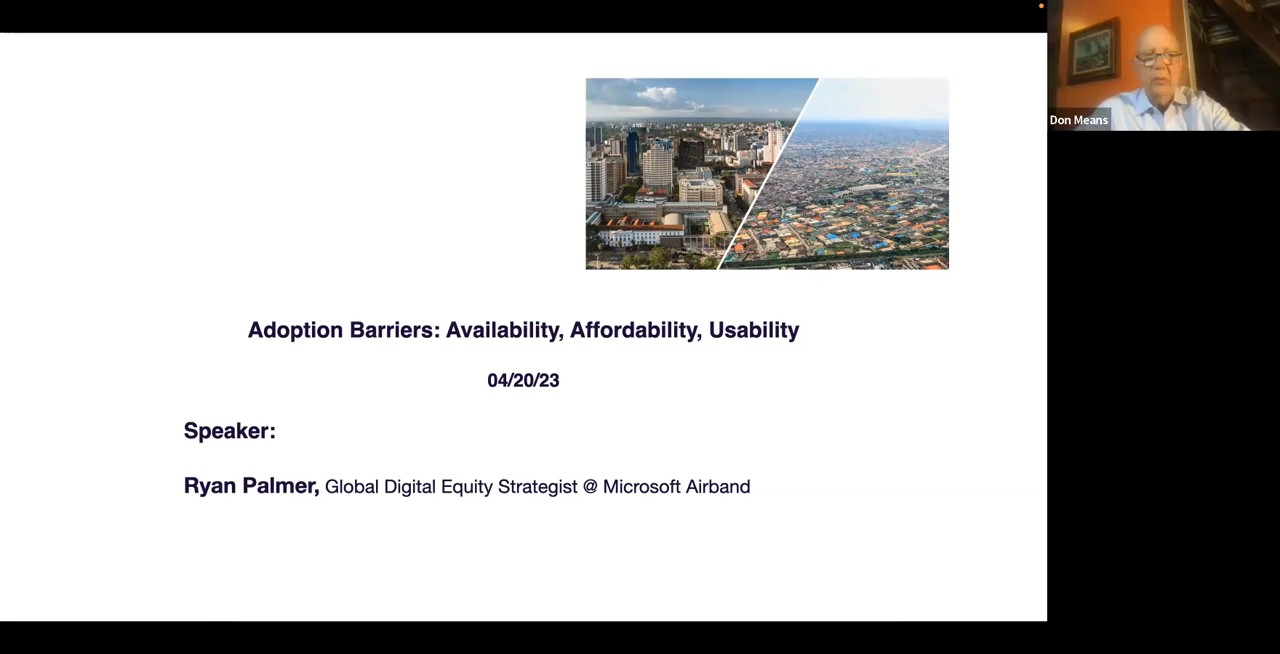 Don Means
Adoption Barriers: Availability, Affordability, Usability
04/20/23
Speaker:
Ryan Palmer, Global Digital Equity Strategist @ Microsoft Airband